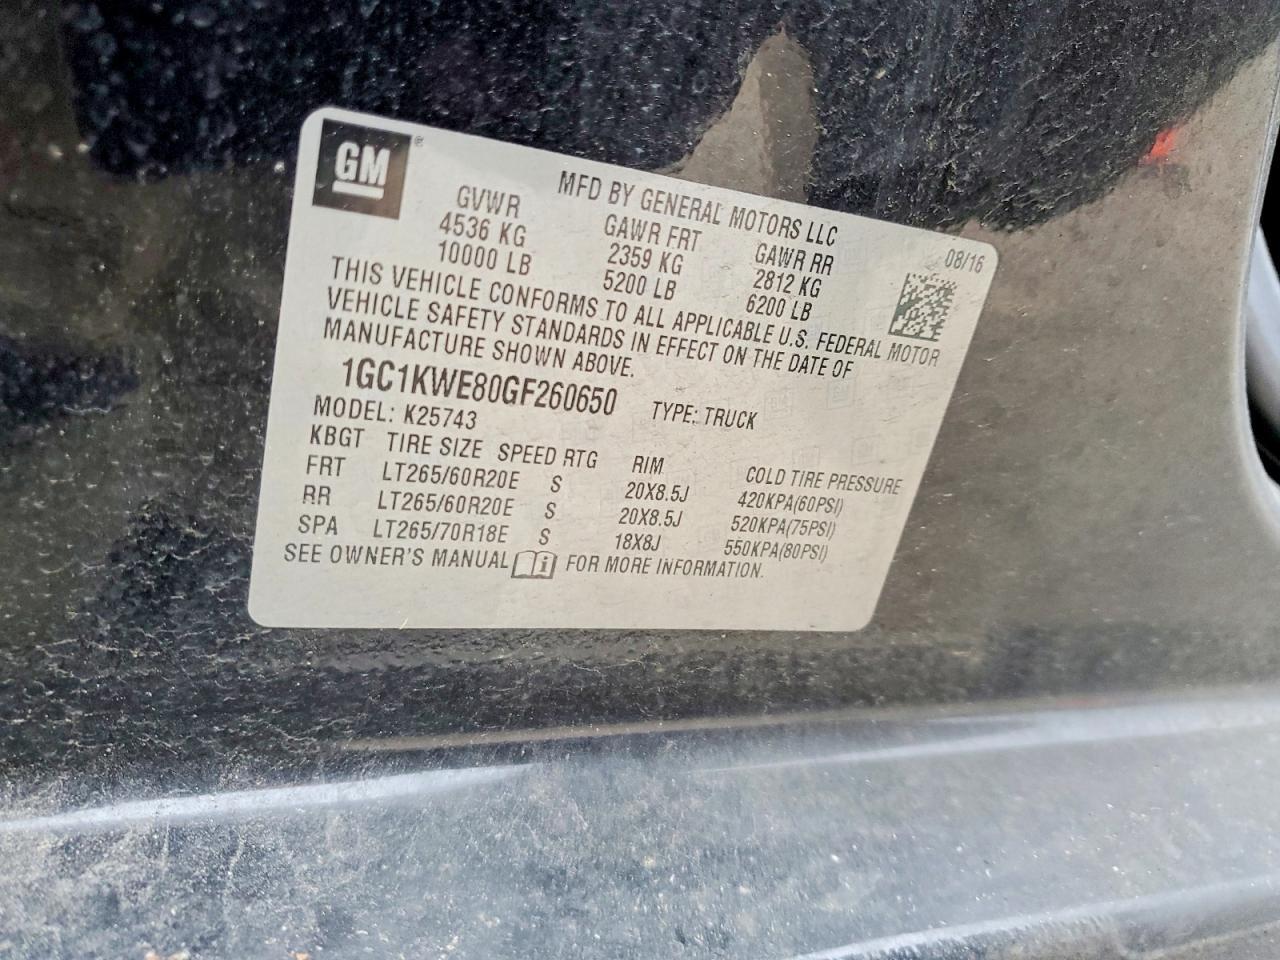 GM®
MFD BY GENERAL MOTORS LLC
08/16
GVWR GAWR FRT GAWR RR
4536 KG 2359 KG 2812 KG
10000 LB 5200 LB 6200 LB
THIS VEHICLE CONFORMS TO ALL APPLICABLE U.S. FEDERAL MOTOR
VEHICLE SAFETY STANDARDS IN EFFECT ON THE DATE OF
MANUFACTURE SHOWN ABOVE.
1GC1KWE80GF260650 TYPE: TRUCK
MODEL: K25743
KBGT TIRE SIZE SPEED RTG RIM COLD TIRE PRESSURE
FRT LT265/60R20E S 20X8.5J 420KPA(60PSI)
RR LT265/60R20E S 20X8.5J 520KPA(75PSI)
SPA LT265/70R18E S 18X8J 550KPA(80PSI)
SEE OWNER'S MANUAL i FOR MORE INFORMATION.